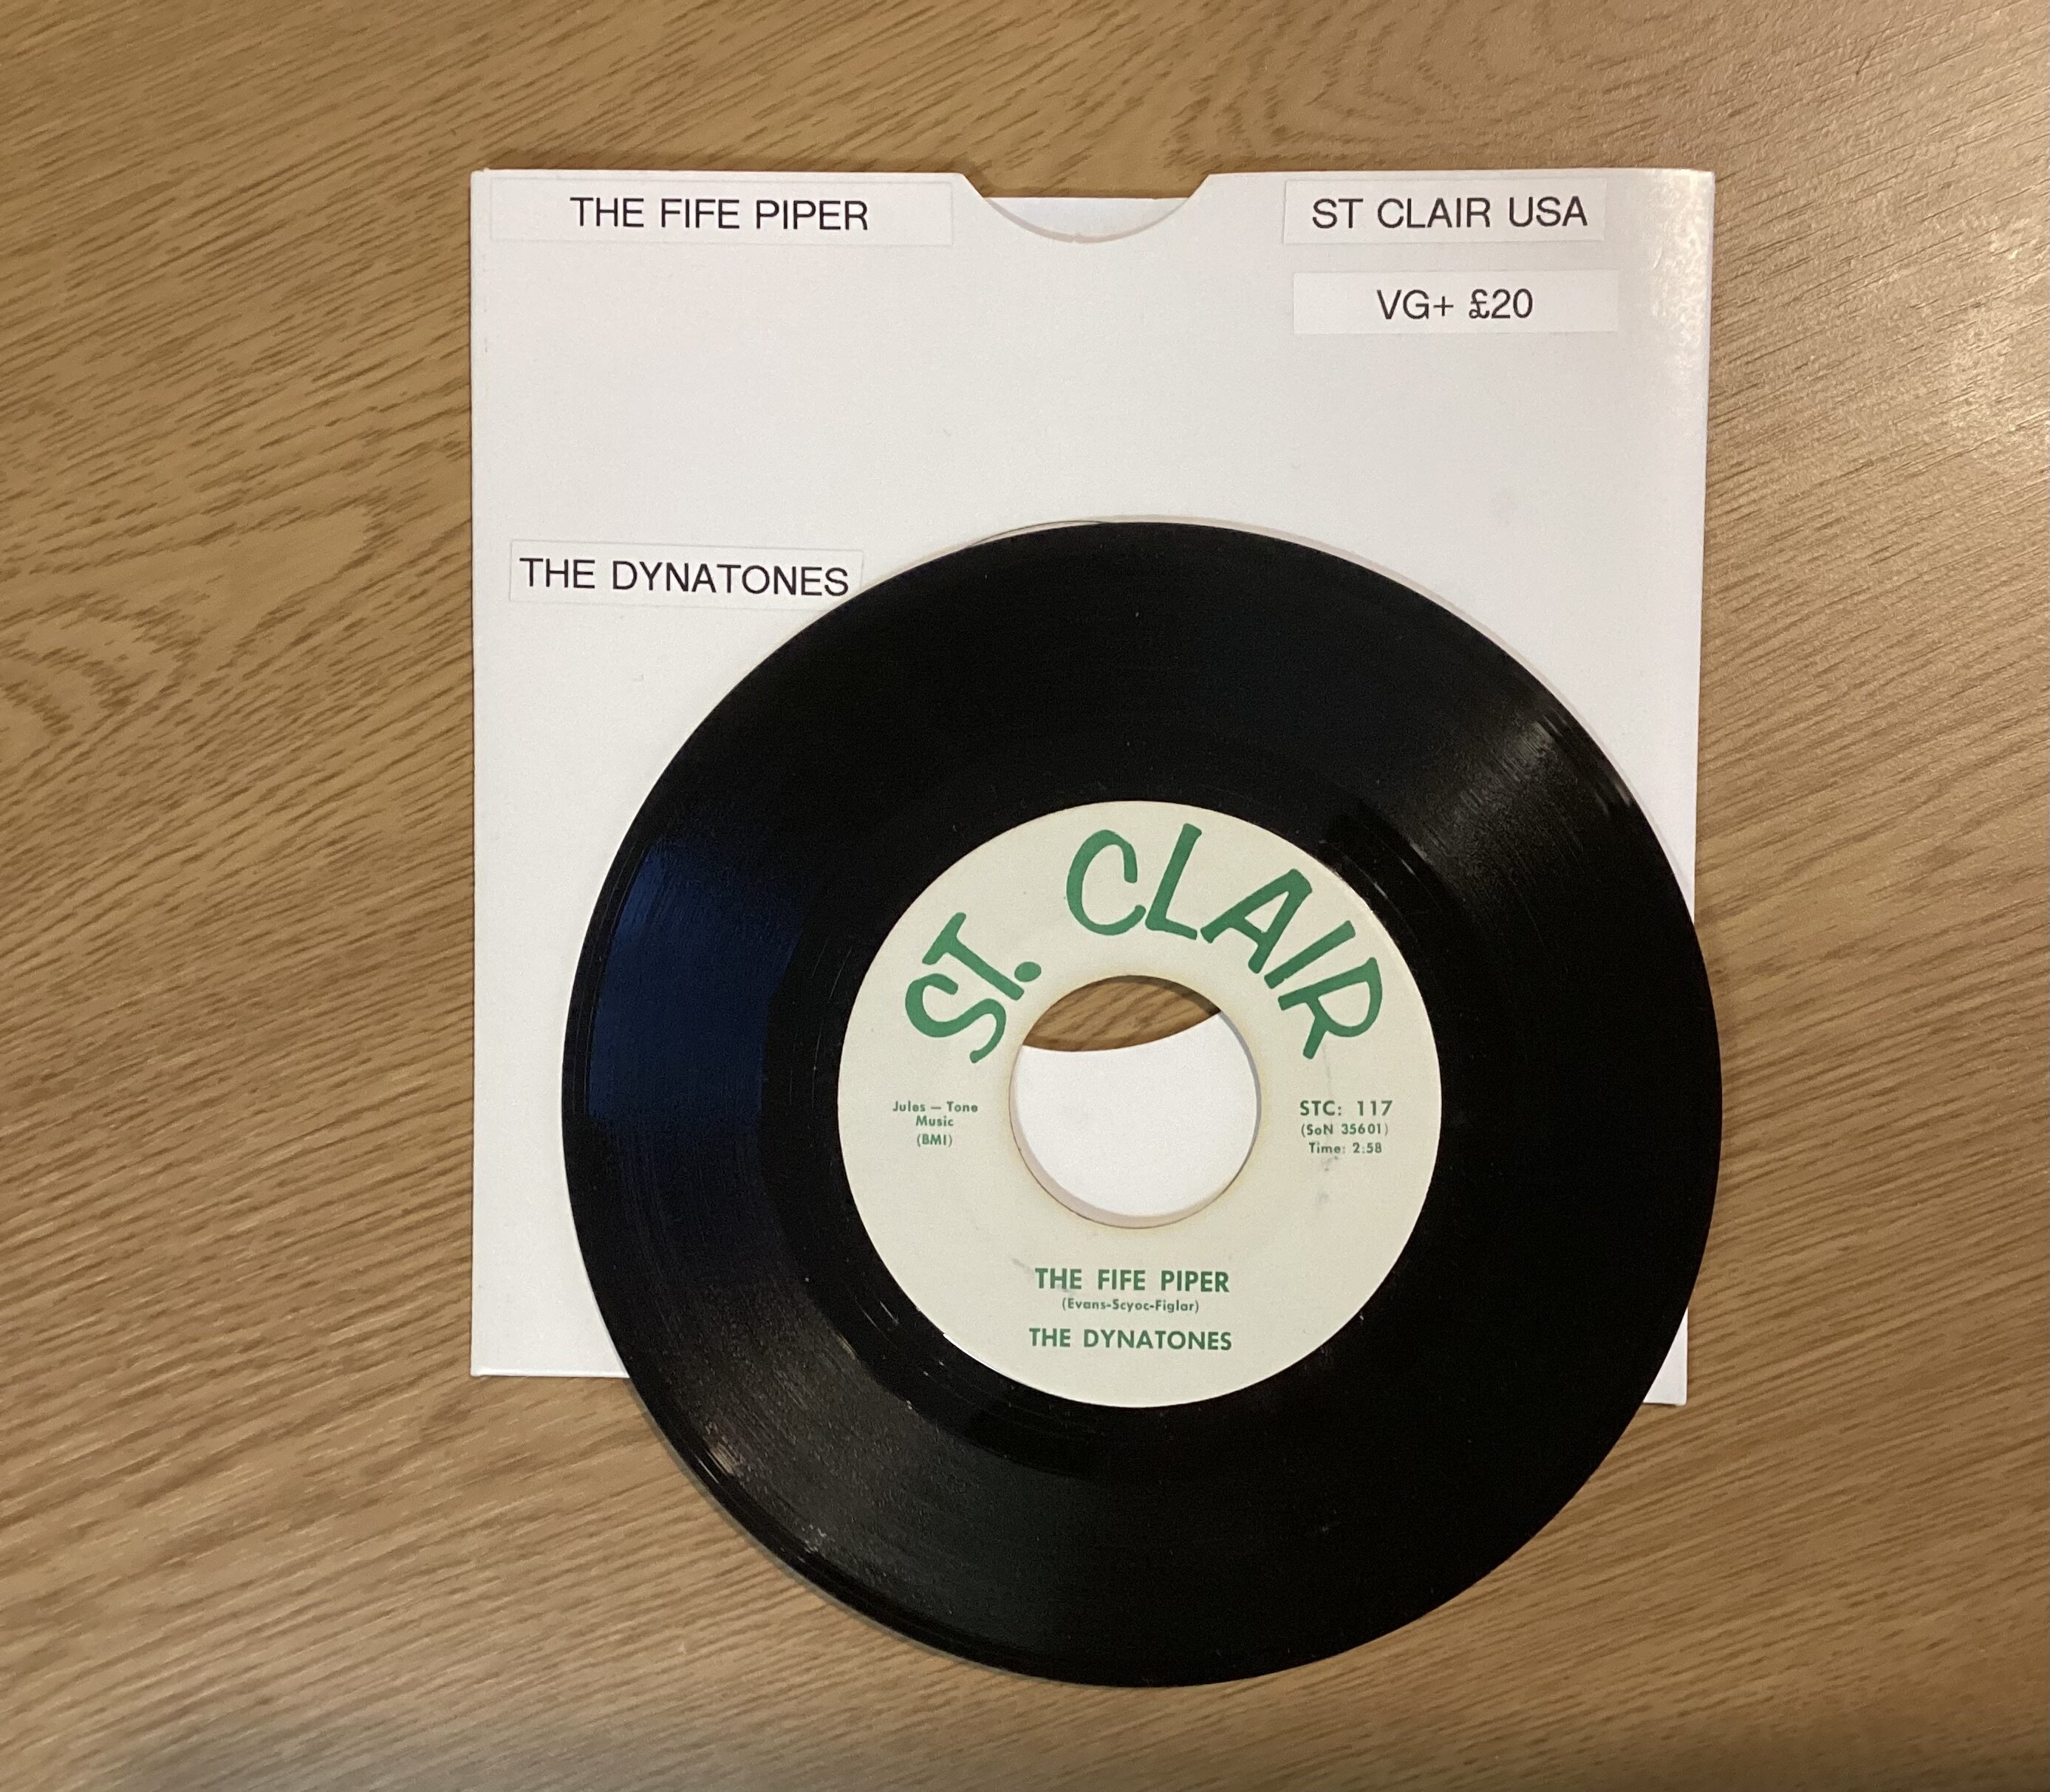 THE FIFE PIPER
ST CLAIR USA
VG+ £20
THE DYNATONES
ST. CLAIR
Jules – Tone
Music
(BMI)
STC: 117
(SoN 35601)
Time: 2:58
THE FIFE PIPER
(Evans-Scyoc-Figlar)
THE DYNATONES